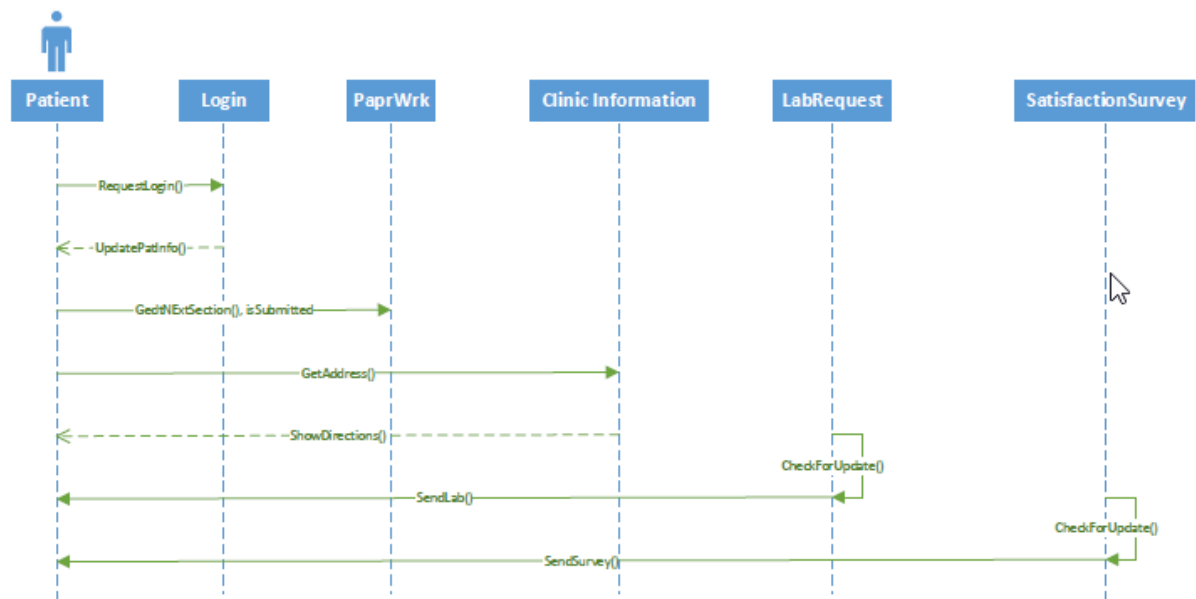 Patient
Login
PaprWrk
Clinic Information
LabRequest
SatisfactionSurvey
RequestLogin()
UpdatePatInfo()
GedtNExtSection(), isSubmitted
GetAddress()
ShowDirections()
CheckForUpdate()
SendLab()
CheckForUpdate()
SendSurvey()